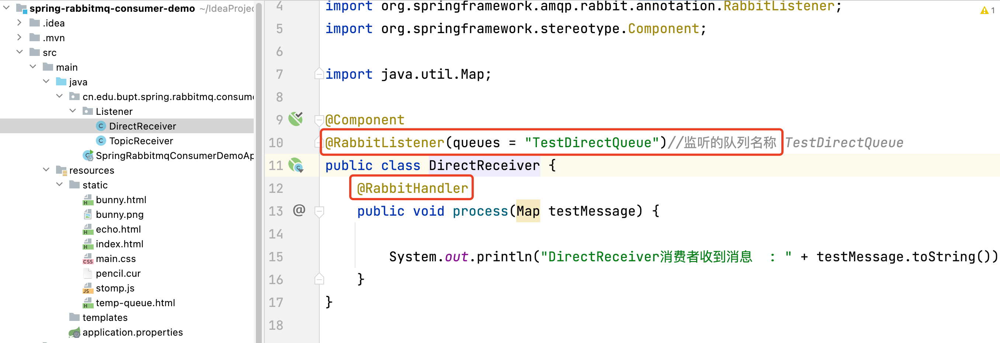 spring-rabbitmq-consumer-demo ~/IdeaProjec
.idea
.mvn
src
main
java
cn.edu.bupt.spring.rabbitmq.consum
Listener
DirectReceiver
TopicReceiver
SpringRabbitmqConsumerDemoAp
resources
static
bunny.html
bunny.png
echo.html
index.html
main.css
pencil.cur
stomp.js
temp-queue.html
templates
application.properties
4 import org.springframework.amqp.rabbit.annotation.RabbitListener;
5 import org.springframework.stereotype.Component;
6
7 import java.util.Map;
8
9 @Component
10 @RabbitListener(queues = "TestDirectQueue")//监听的队列名称 TestDirectQueue
11 public class DirectReceiver {
12 @RabbitHandler
13 @ public void process(Map testMessage) {
14
15 System.out.println("DirectReceiver消费者收到消息  : " + testMessage.toString())
16 }
17 }
18
1